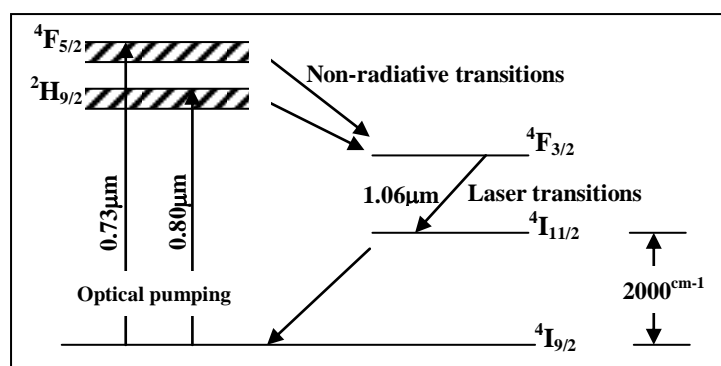 ⁴F₅/₂
Non-radiative transitions
²H₉/₂
⁴F₃/₂
0.73μm
0.80μm
1.06μm
Laser transitions
⁴I₁₁/₂
Optical pumping
2000ᶜᵐ⁻¹
⁴I₉/₂